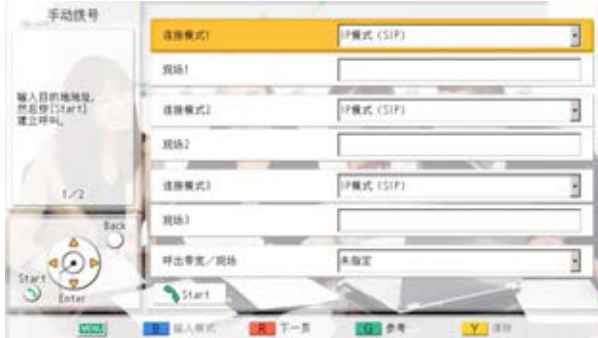 手动拨号
输入目的地地址,
然后按[Start]
建立呼叫。
1/2
Back
Start
Enter
连接模式1
IP模式 (SIP)
现场1
连接模式2
IP模式 (SIP)
现场2
连接模式3
IP模式 (SIP)
现场3
呼出带宽/现场
未指定
Start
MENU
B 输入模式
R 下一页
G 参考
Y 清除